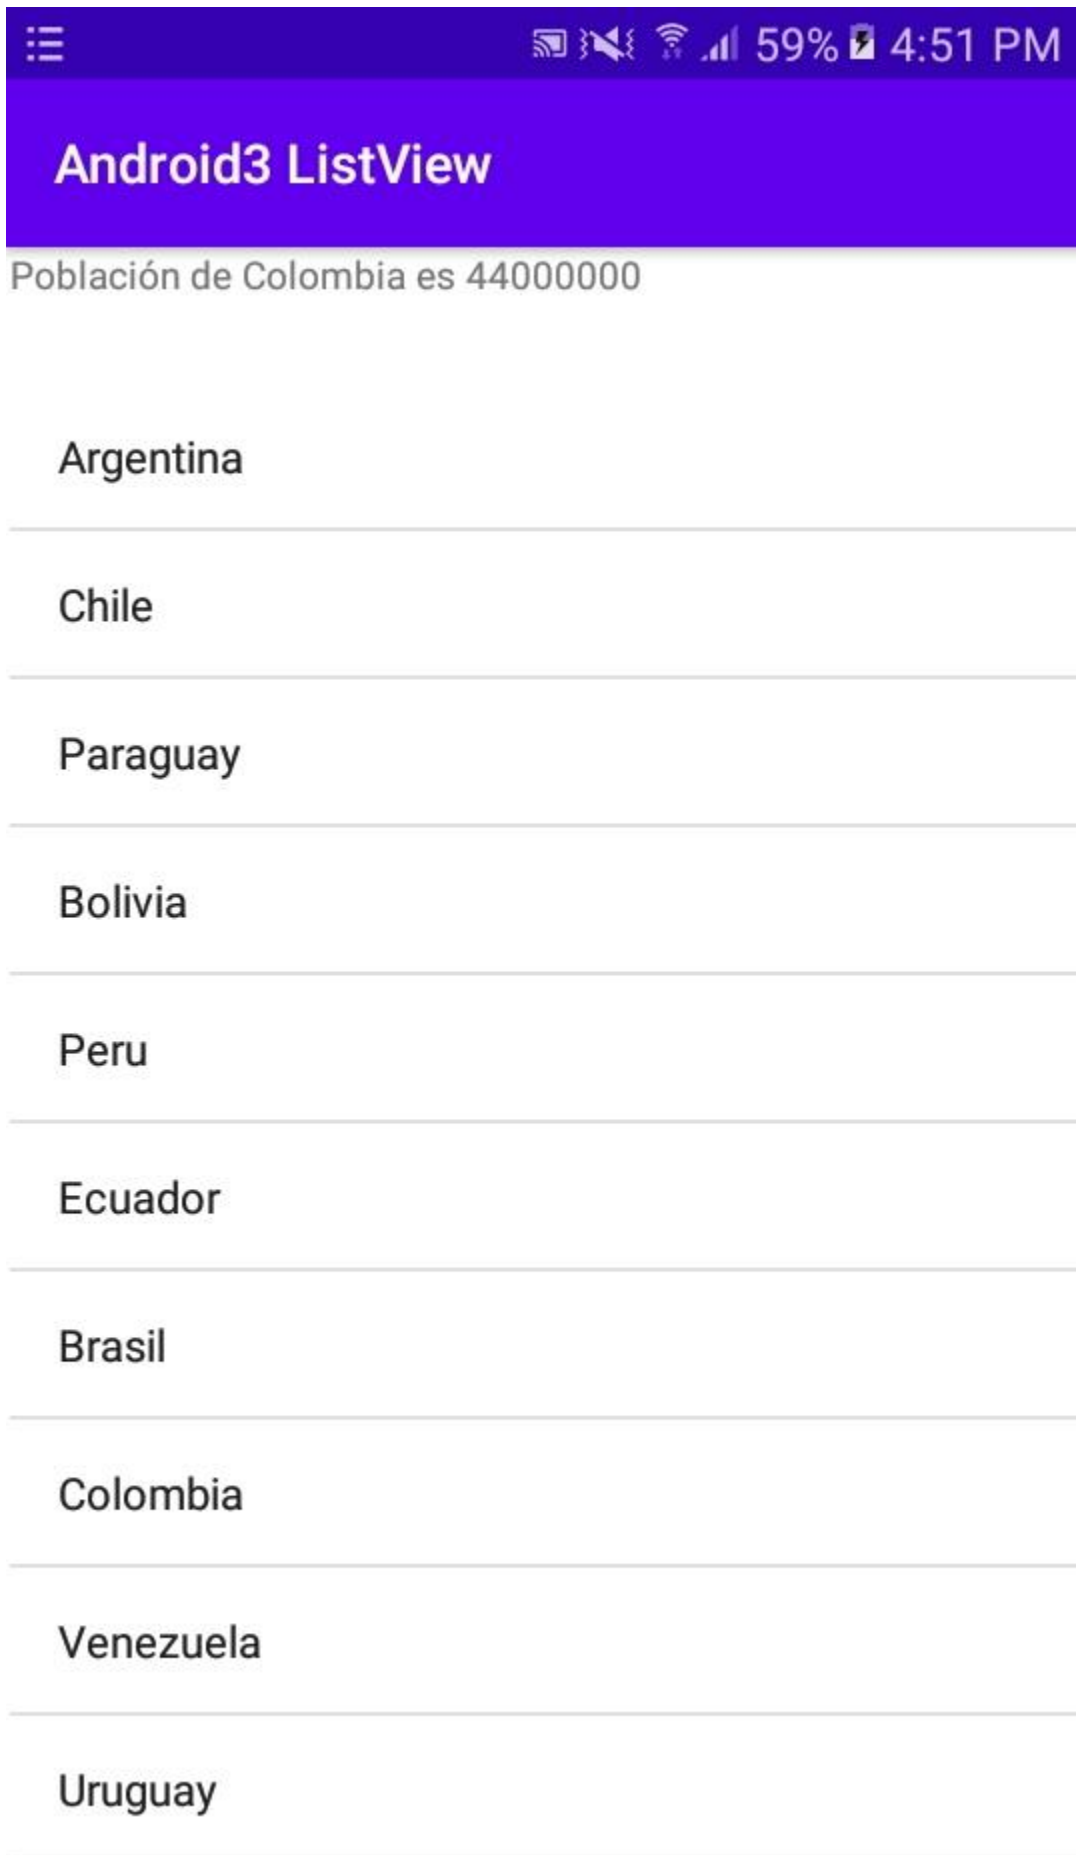 59% 4:51 PM
Android3 ListView
Población de Colombia es 44000000
Argentina
Chile
Paraguay
Bolivia
Peru
Ecuador
Brasil
Colombia
Venezuela
Uruguay